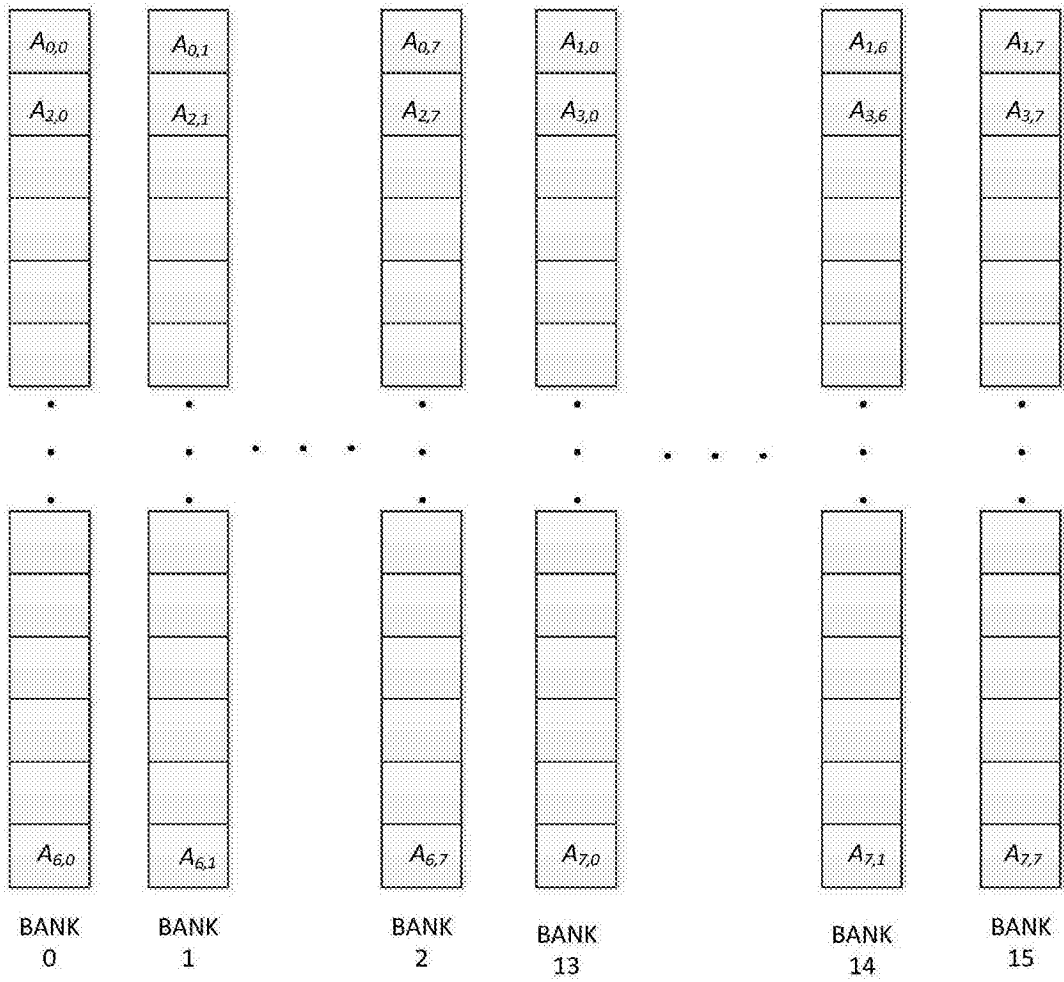 A0,0 A0,1 A0,7 A1,0 A1,6 A1,7
A2,0 A2,1 A2,7 A3,0 A3,6 A3,7
A6,0 A6,1 A6,7 A7,0 A7,1 A7,7
BANK BANK BANK BANK BANK BANK
0 1 2 13 14 15